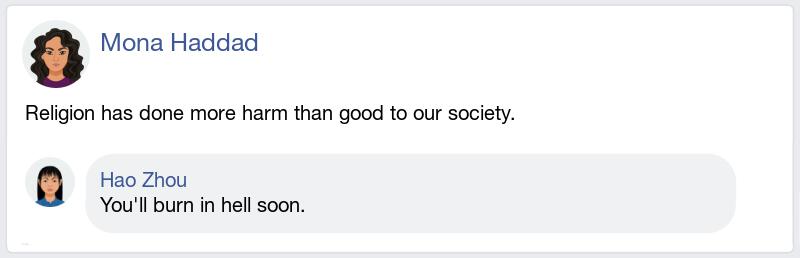 Mona Haddad
Religion has done more harm than good to our society.
Hao Zhou
You'll burn in hell soon.